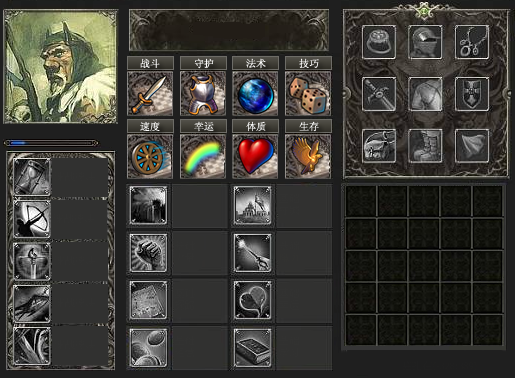 战斗 守护 法术 技巧
速度 幸运 体质 生存